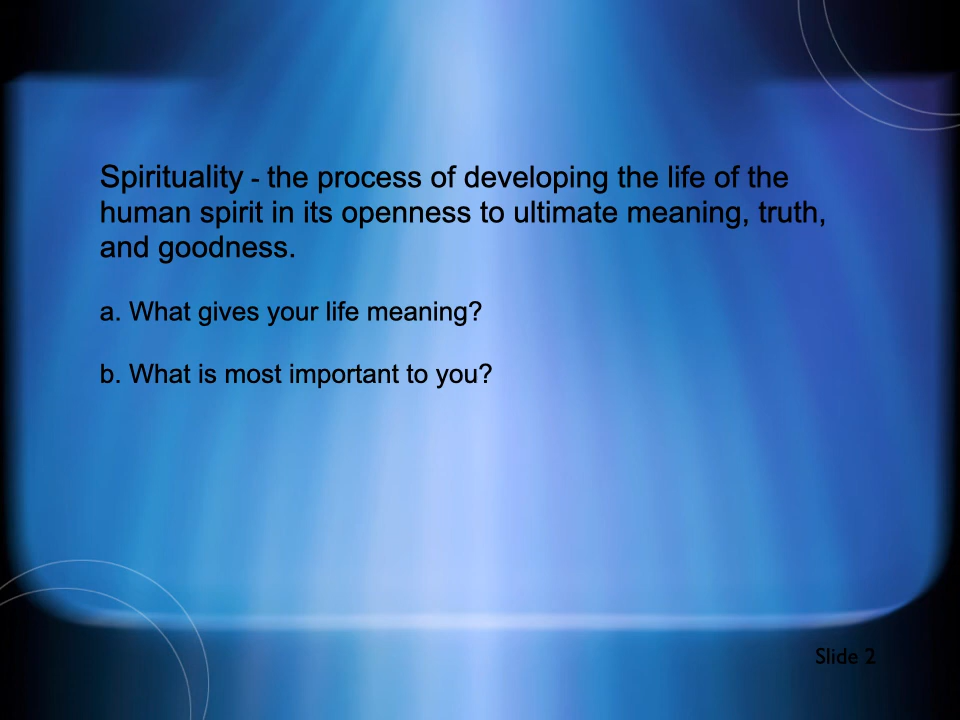 Spirituality - the process of developing the life of the
human spirit in its openness to ultimate meaning, truth,
and goodness.
a. What gives your life meaning?
b. What is most important to you?
Slide 2